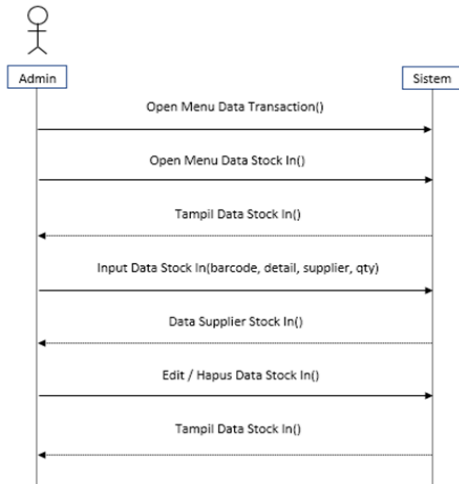 Admin
Sistem
Open Menu Data Transaction()
Open Menu Data Stock In()
Tampil Data Stock In()
Input Data Stock In(barcode, detail, supplier, qty)
Data Supplier Stock In()
Edit / Hapus Data Stock In()
Tampil Data Stock In()